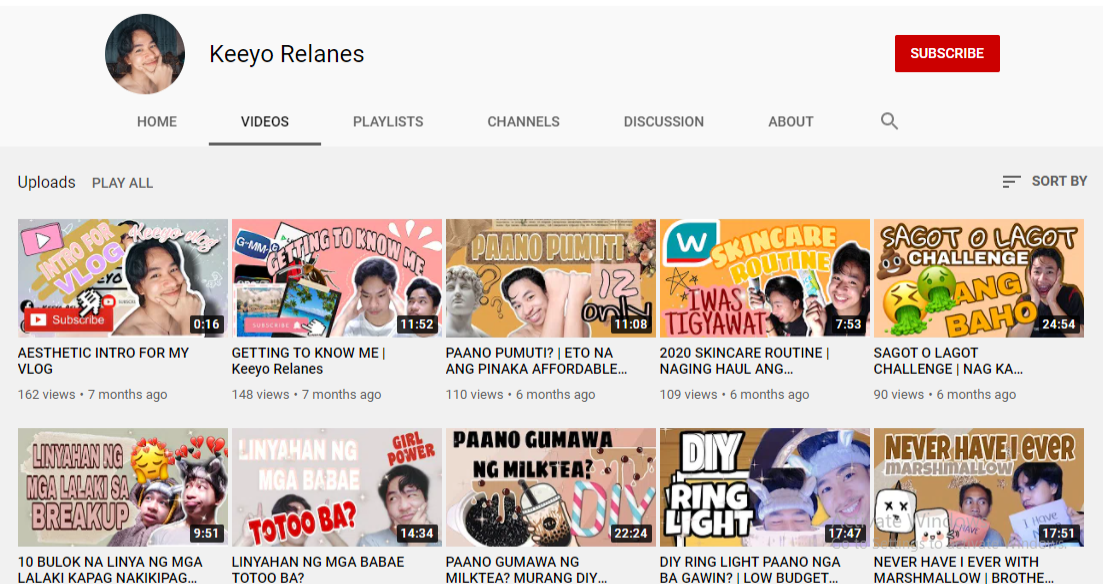 Keeyo Relanes
SUBSCRIBE
HOME VIDEOS PLAYLISTS CHANNELS DISCUSSION ABOUT
Uploads PLAY ALL SORT BY
INTRO FOR
VLOG
Keeyo vlog
Subscribe
0:16
G-MM
GETTING TO KNOW ME
SUBSCRIBE
11:52
PAANO PUMUTI
12
only
11:08
W
SKINCARE
ROUTINE
IWAS
TIGYAWAT
7:53
SAGOT O LAGOT
CHALLENGE
ANG
BAHO
24:54
AESTHETIC INTRO FOR MY
VLOG
162 views • 7 months ago
GETTING TO KNOW ME |
Keeyo Relanes
148 views • 7 months ago
PAANO PUMUTI? | ETO NA
ANG PINAKA AFFORDABLE...
110 views • 6 months ago
2020 SKINCARE ROUTINE |
NAGING HAUL ANG...
109 views • 6 months ago
SAGOT O LAGOT
CHALLENGE | NAG KA...
90 views • 6 months ago
LINYAHAN NG
MGA LALAKI SA
BREAKUP
9:51
LINYAHAN NG
MGA BABAE
GIRL
POWER
TOTOO BA?
14:34
PAANO GUMAWA
NG MILKTEA?
DIY
22:24
DIY
RING
LIGHT
17:47
NEVER HAVE I EVER
MARSHMALLOW
I HAVE
17:51
10 BULOK NA LINYA NG MGA
LALAKI KAPAG NAKIKIPAG...
LINYAHAN NG MGA BABAE
TOTOO BA?
PAANO GUMAWA NG
MILKTEA? MURANG DIY...
DIY RING LIGHT PAANO NGA
BA GAWIN? | LOW BUDGET...
NEVER HAVE I EVER WITH
MARSHMALLOW | BROTHE...